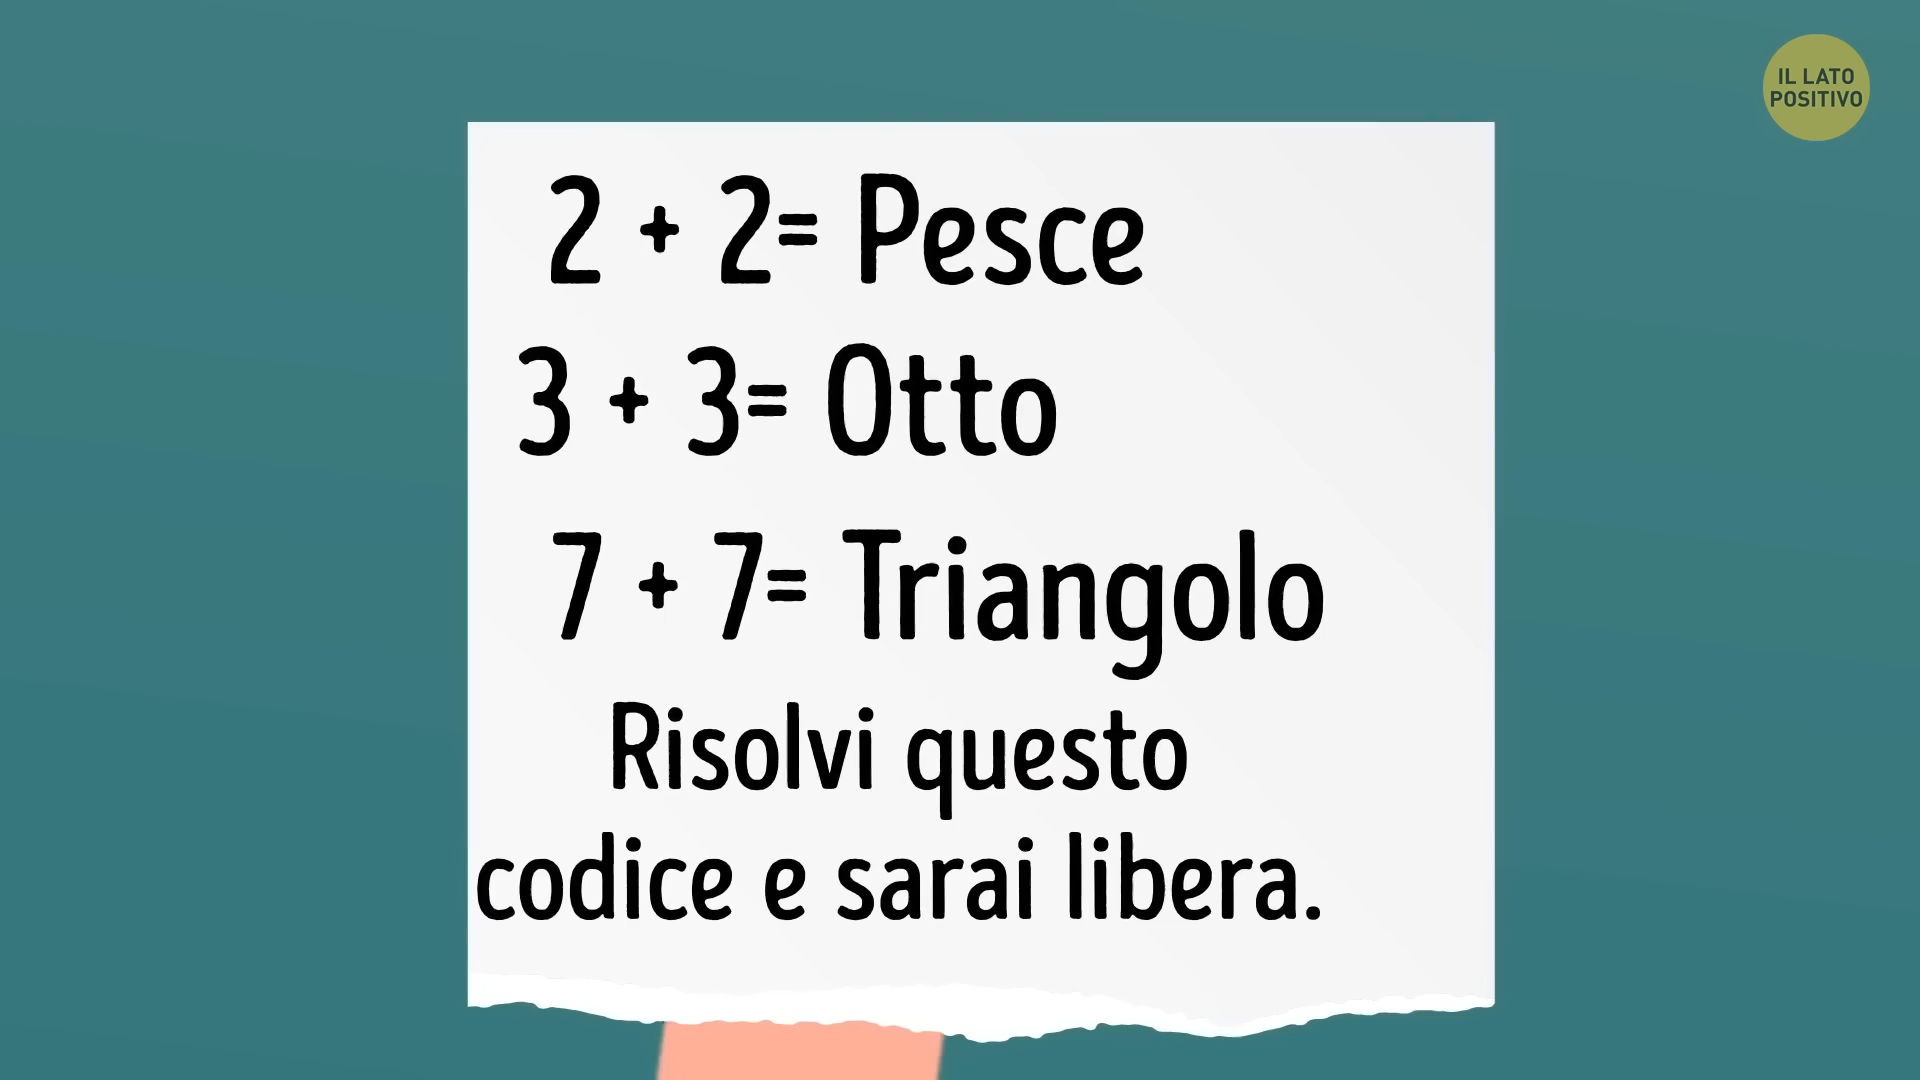 IL LATO
POSITIVO
2 + 2= Pesce
3 + 3= Otto
7 + 7= Triangolo
Risolvi questo
codice e sarai libera.